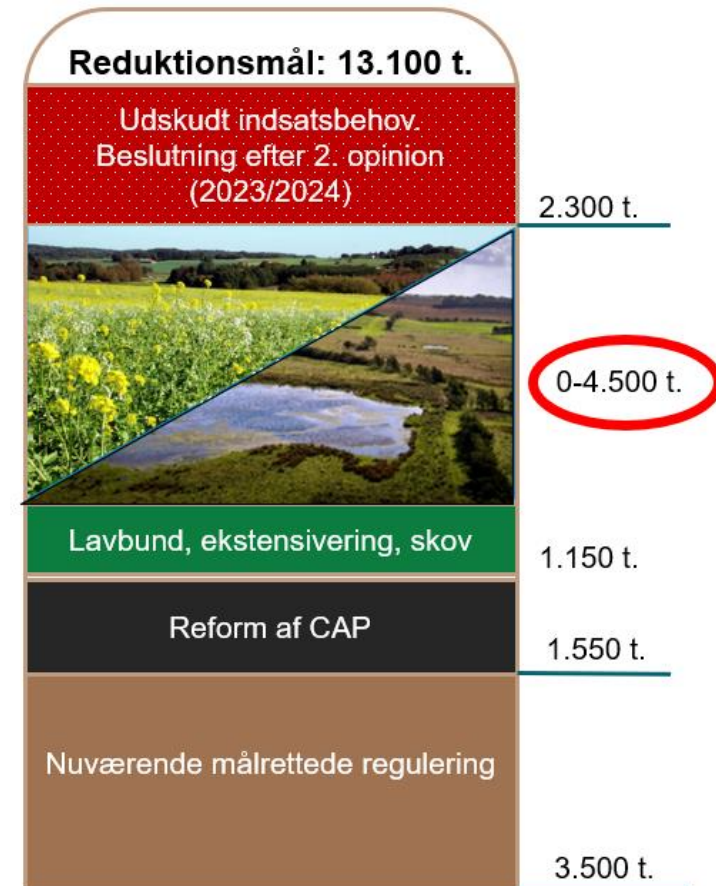 Reduktionsmål: 13.100 t.
Udskudt indsatsbehov.
Beslutning efter 2. opinion
(2023/2024)
2.300 t.
0-4.500 t.
Lavbund, ekstensivering, skov
1.150 t.
Reform af CAP
1.550 t.
Nuværende målrettede regulering
3.500 t.